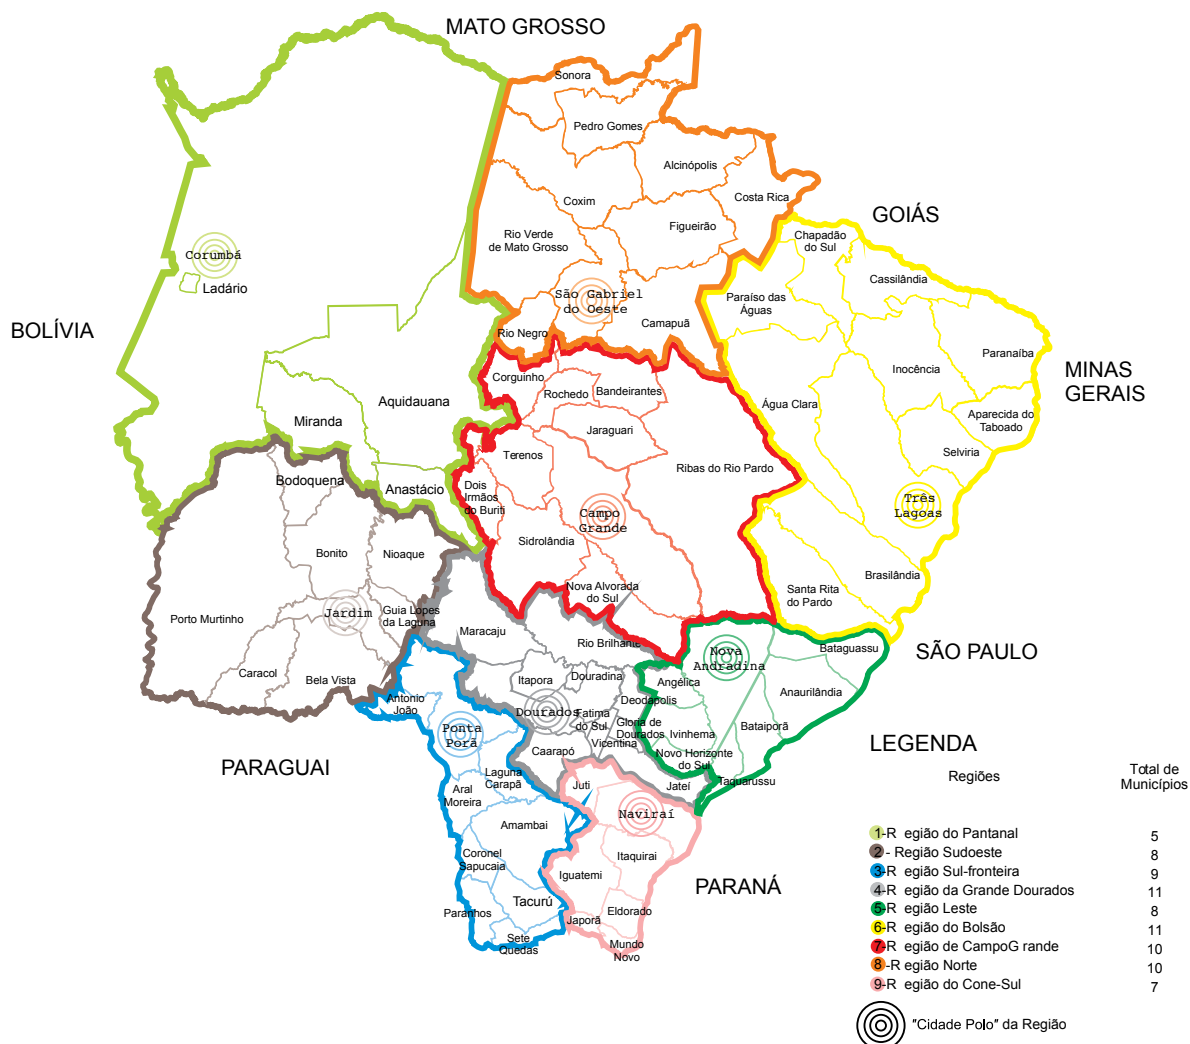 MATO GROSSO
Sonora
Pedro Gomes
Alcinópolis
Costa Rica
Coxim
GOIÁS
Figueirão
Rio Verde
de Mato Grosso
Chapadão
do Sul
Corumbá
Cassilândia
Ladário
São Gabriel
do Oeste
Paraíso das
Águas
BOLÍVIA
Rio Negro
Camapuã
Paranaíba
MINAS
GERAIS
Inocência
Corguinho
Rochedo
Bandeirantes
Aquidauana
Água Clara
Aparecida do
Taboado
Miranda
Jaraguari
Selviria
Terenos
Ribas do Rio Pardo
Bodoquena
Anastácio
Dois
Irmãos
do Buriti
Três
Lagoas
Campo
Grande
Sidrolândia
Bonito
Nioaque
Brasilândia
Nova Alvorada
do Sul
Santa Rita
do Pardo
Porto Murtinho
Jardim
Guia Lopes
da Laguna
Maracaju
Rio Brilhante
Nova
Andradina
Bataguassu
SÃO PAULO
Caracol
Bela Vista
Itapora
Douradina
Angélica
Anaurilândia
Antonio
João
Deodápolis
Dourados
Fatima
do Sul
Gloria de
Dourados
Ivinhema
Bataiporã
Ponta
Porã
Vicentina
LEGENDA
Caarapó
Novo Horizonte
do Sul
PARAGUAI
Laguna
Carapã
Juti
Jateí
Taquarussu
Regiões
Total de
Municípios
Aral
Moreira
Naviraí
Amambai
Coronel
Sapucaia
Itaquirai
Iguatemi
PARANÁ
Tacurú
Paranhos
Japorã
Eldorado
Sete
Quedas
Mundo
Novo
1-R egião do Pantanal 5
2- Região Sudoeste 8
3-R egião Sul-fronteira 9
4-R egião da Grande Dourados 11
5-R egião Leste 8
6-R egião do Bolsão 11
7-R egião de CampoG rande 10
8-R egião Norte 10
9-R egião do Cone-Sul 7
"Cidade Polo" da Região